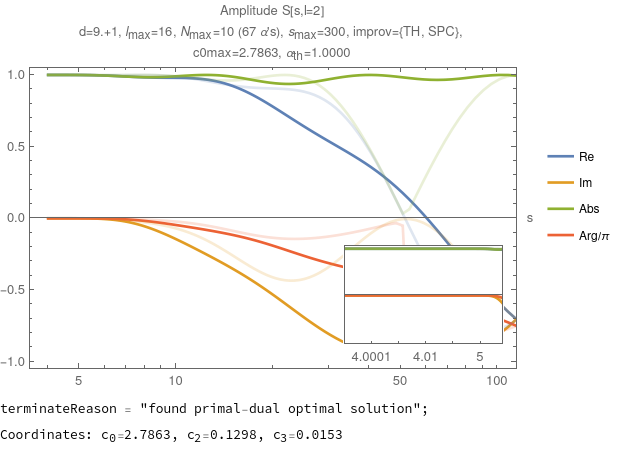 Amplitude S[s,l=2]
d=9.+1, lmax=16, Nmax=10 (67 α's), smax=300, improv={TH, SPC},
c0max=2.7863, αth=1.0000
1.0
0.5
0.0
-0.5
-1.0
s
Re
Im
Abs
Arg/π
4.0001 4.01 5
5 10 50 100
terminateReason = "found primal-dual optimal solution";
Coordinates: c0=2.7863, c2=0.1298, c3=0.0153